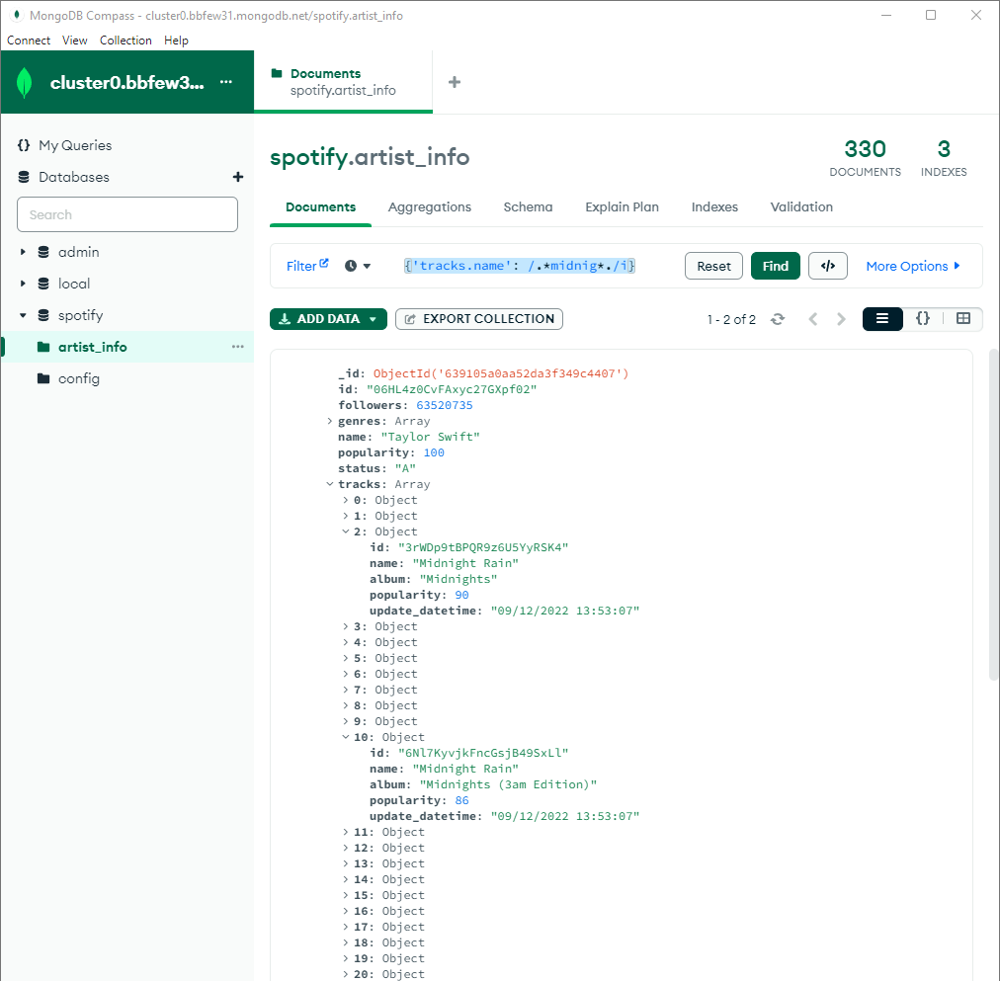 MongoDB Compass - cluster0.bbfew31.mongodb.net/spotify.artist_info
Connect View Collection Help
cluster0.bbfew3... ...
Documents
spotify.artist_info
+
{} My Queries
Databases +
Search
admin
local
spotify
artist_info ...
config
spotify.artist_info
330
DOCUMENTS
3
INDEXES
Documents Aggregations Schema Explain Plan Indexes Validation
Filter {'tracks.name': /.*midnig*./i} Reset Find </> More Options
ADD DATA EXPORT COLLECTION 1 - 2 of 2 {}
_id: ObjectId('639105a0aa52da3f349c4407')
id: "06HL4z0CvFAxyc27GXpf02"
followers: 63520735
genres: Array
name: "Taylor Swift"
popularity: 100
status: "A"
tracks: Array
0: Object
1: Object
2: Object
id: "3rWDp9tBPQR9z6U5YyRSK4"
name: "Midnight Rain"
album: "Midnights"
popularity: 90
update_datetime: "09/12/2022 13:53:07"
3: Object
4: Object
5: Object
6: Object
7: Object
8: Object
9: Object
10: Object
id: "6Nl7KyvjkFncGsjB49SxLl"
name: "Midnight Rain"
album: "Midnights (3am Edition)"
popularity: 86
update_datetime: "09/12/2022 13:53:07"
11: Object
12: Object
13: Object
14: Object
15: Object
16: Object
17: Object
18: Object
19: Object
20: Object